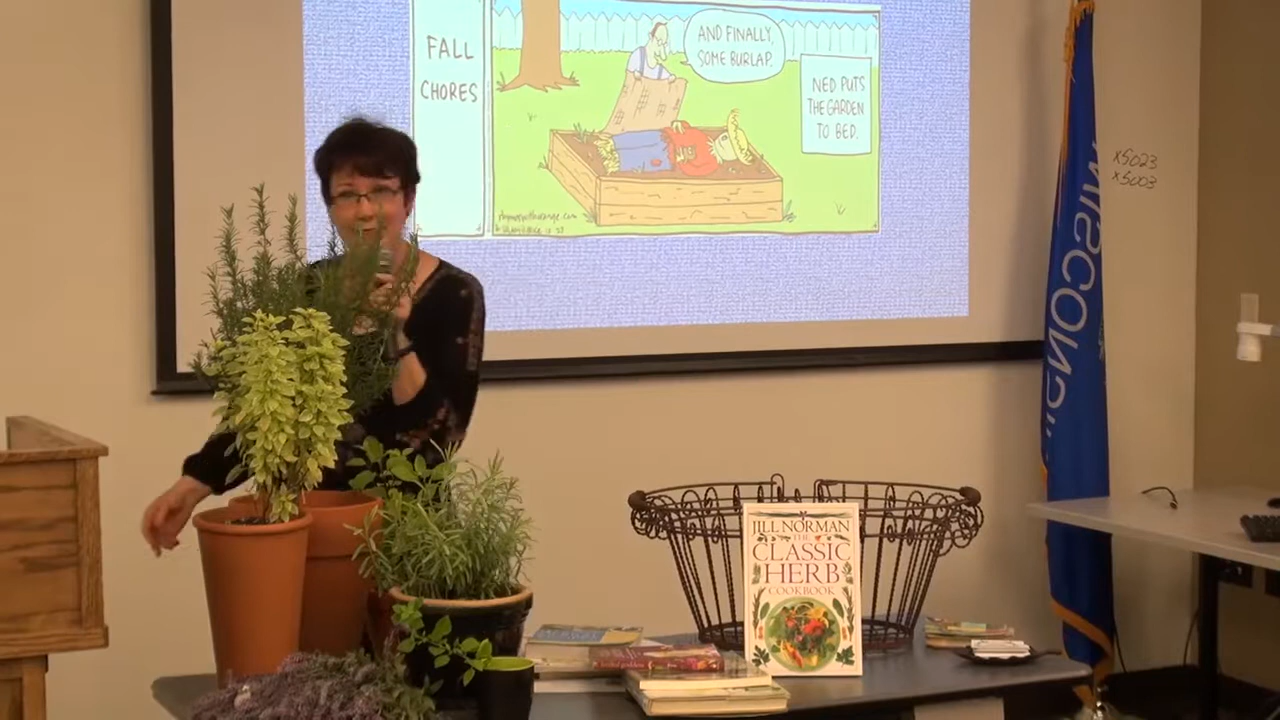 FALL
CHORES
AND FINALLY,
SOME BURLAP.
NED PUTS
THE GARDEN
TO BED.
x5023
x5003
WISCONSIN
JILL NORMAN
THE
CLASSIC
HERB
COOKBOOK